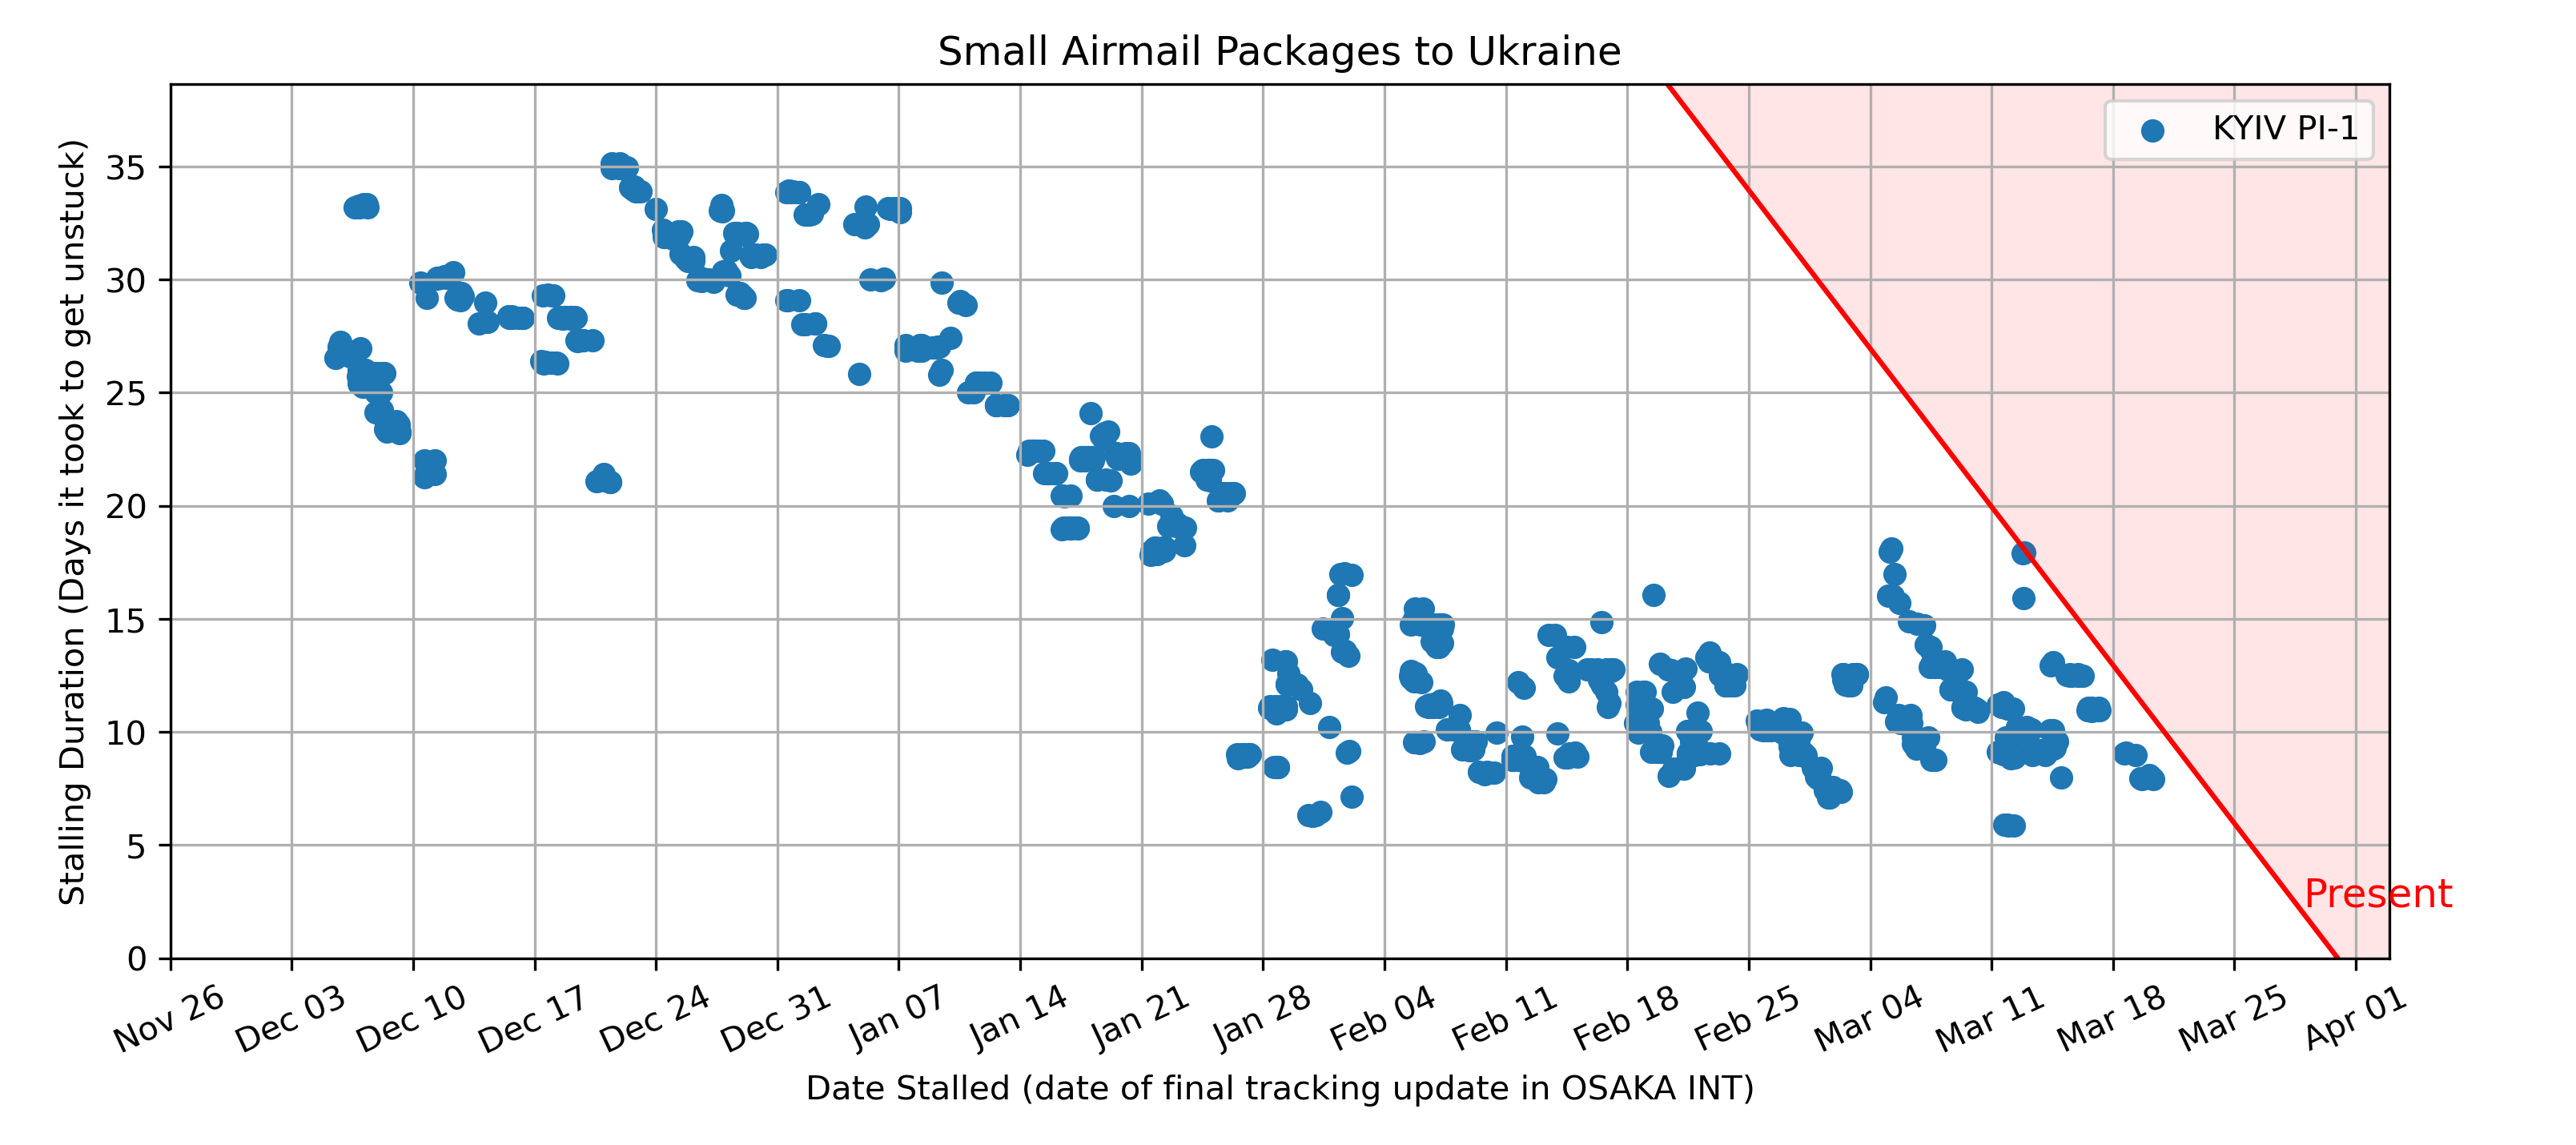 Small Airmail Packages to Ukraine
KYIV PI-1
Stalling Duration (Days it took to get unstuck)
35
30
25
20
15
10
5
0
Present
Nov 26
Dec 03
Dec 10
Dec 17
Dec 24
Dec 31
Jan 07
Jan 14
Jan 21
Jan 28
Feb 04
Feb 11
Feb 18
Feb 25
Mar 04
Mar 11
Mar 18
Mar 25
Apr 01
Date Stalled (date of final tracking update in OSAKA INT)